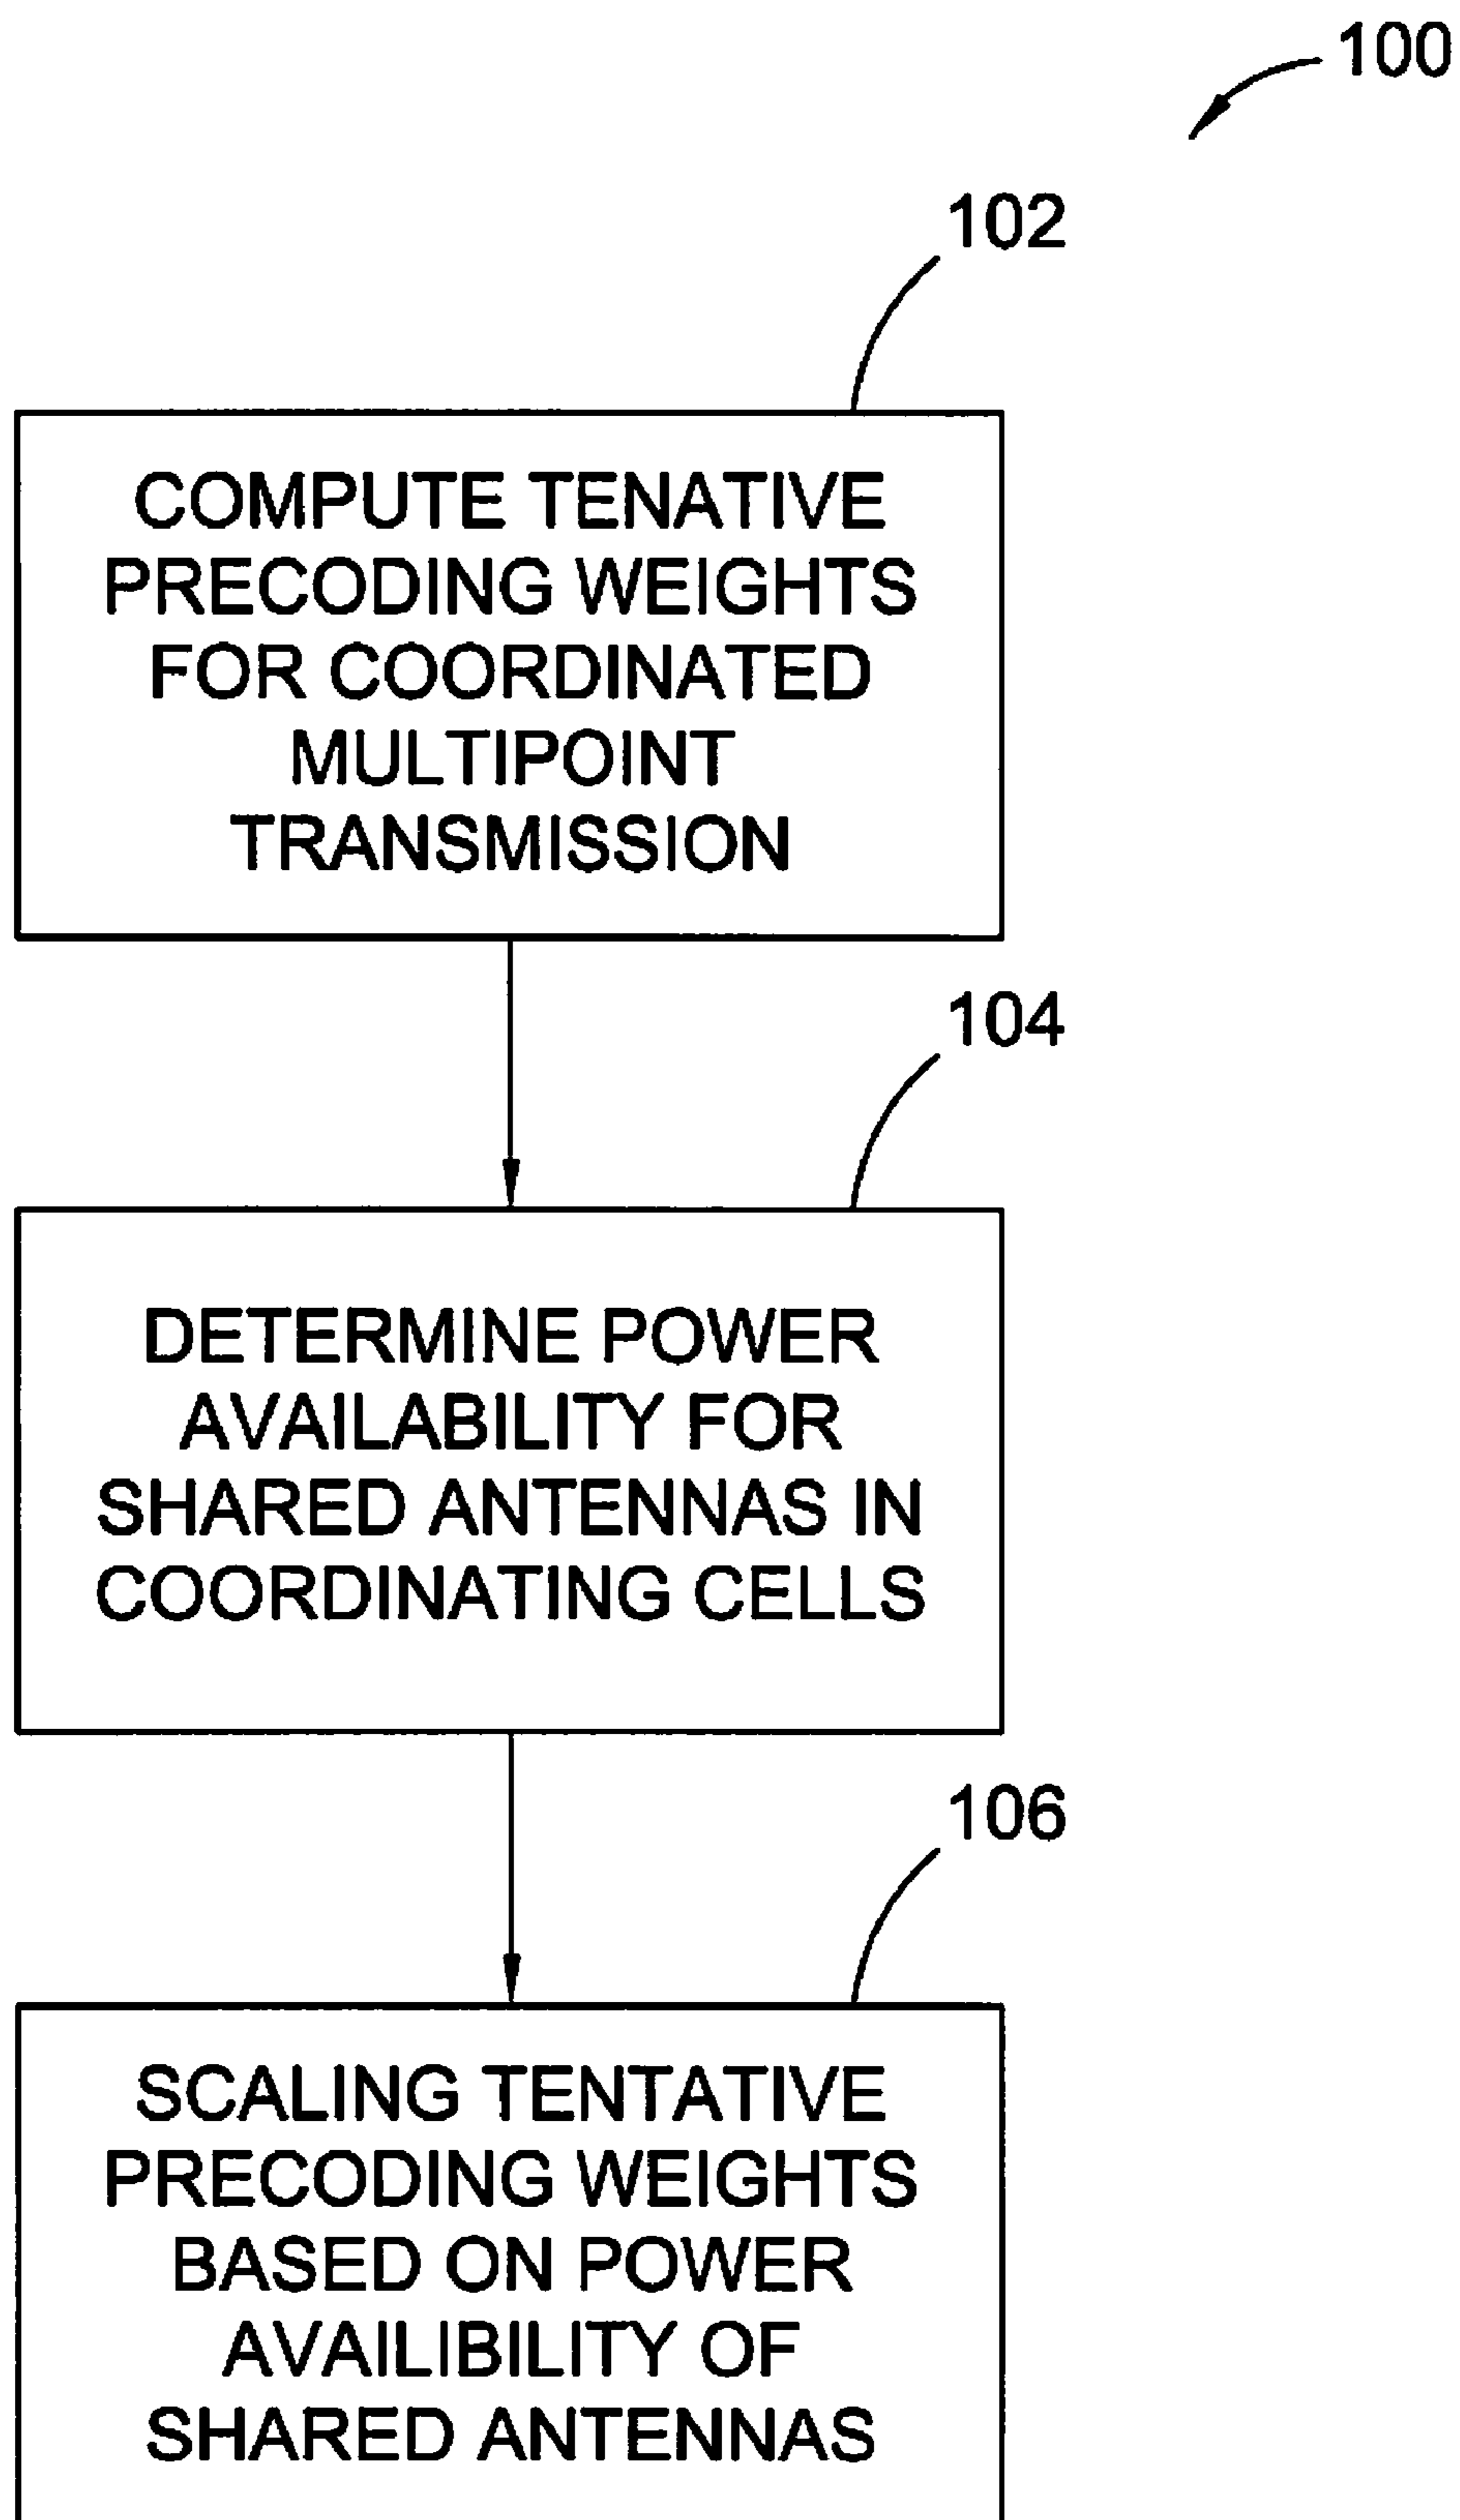 100
102
COMPUTE TENATIVE
PRECODING WEIGHTS
FOR COORDINATED
MULTIPOINT
TRANSMISSION
104
DETERMINE POWER
AVAILABILITY FOR
SHARED ANTENNAS IN
COORDINATING CELLS
106
SCALING TENTATIVE
PRECODING WEIGHTS
BASED ON POWER
AVAILIBILITY OF
SHARED ANTENNAS